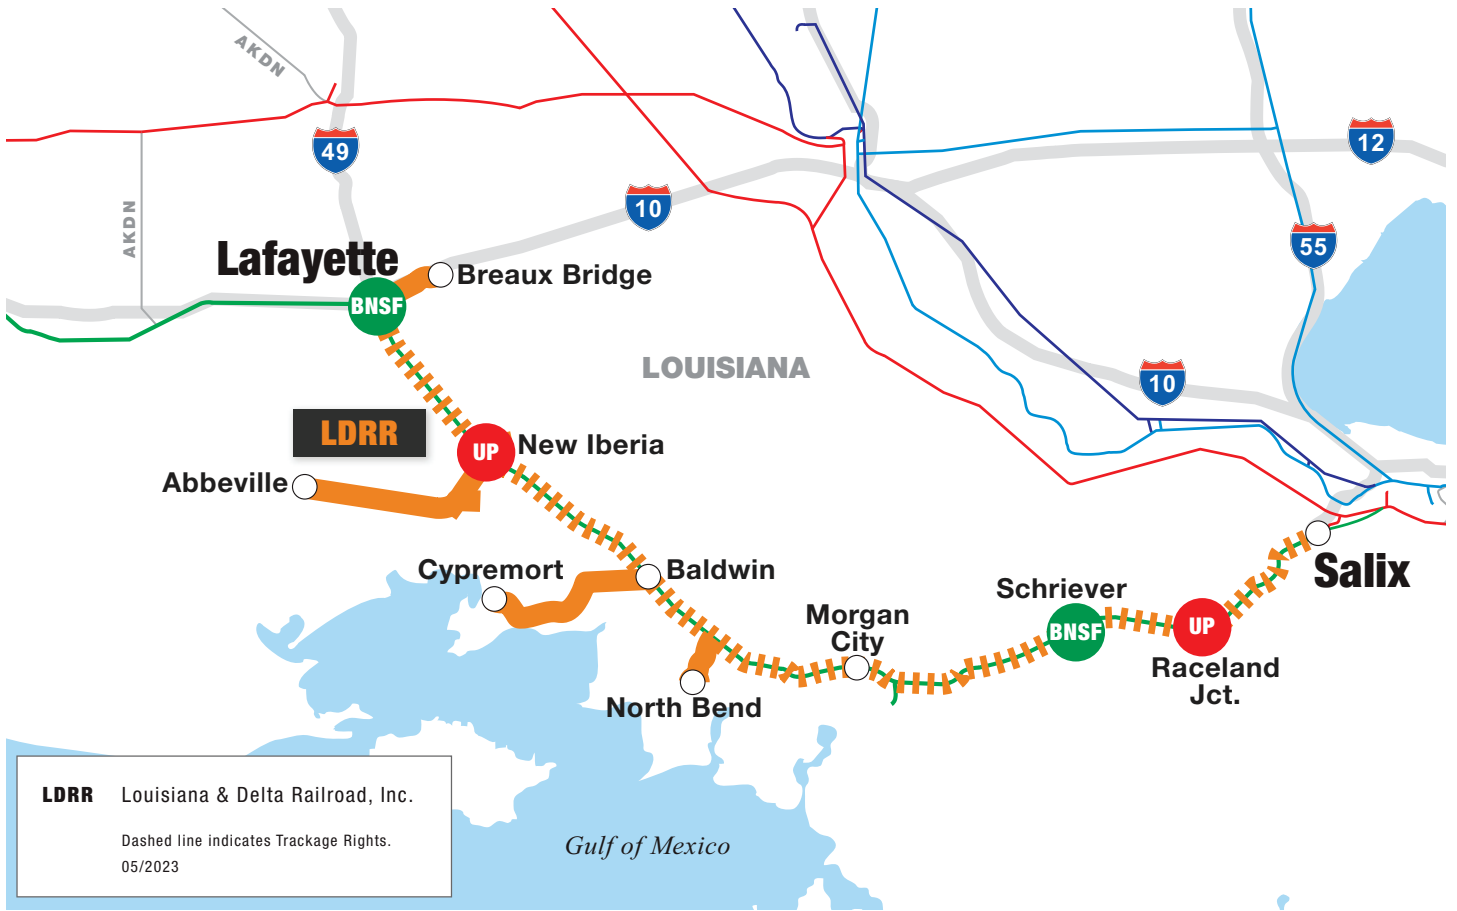 AKDN
49
12
10
AKDN
55
Lafayette
Breaux Bridge
BNSF
LOUISIANA
10
LDRR
UP
New Iberia
Abbeville
Cypremort
Baldwin
Salix
Schriever
Morgan
City
BNSF
UP
Raceland
Jct.
North Bend
LDRR Louisiana & Delta Railroad, Inc.
Dashed line indicates Trackage Rights.
05/2023
Gulf of Mexico